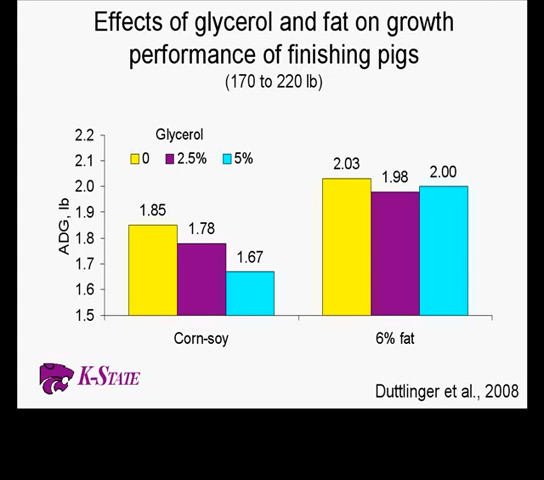 Effects of glycerol and fat on growth
performance of finishing pigs
(170 to 220 lb)
Glycerol
0 2.5% 5%
ADG, lb
2.2
2.1
2.0
1.9
1.8
1.7
1.6
1.5
1.85
1.78
1.67
2.03
1.98
2.00
Corn-soy
6% fat
K-STATE
Duttlinger et al., 2008